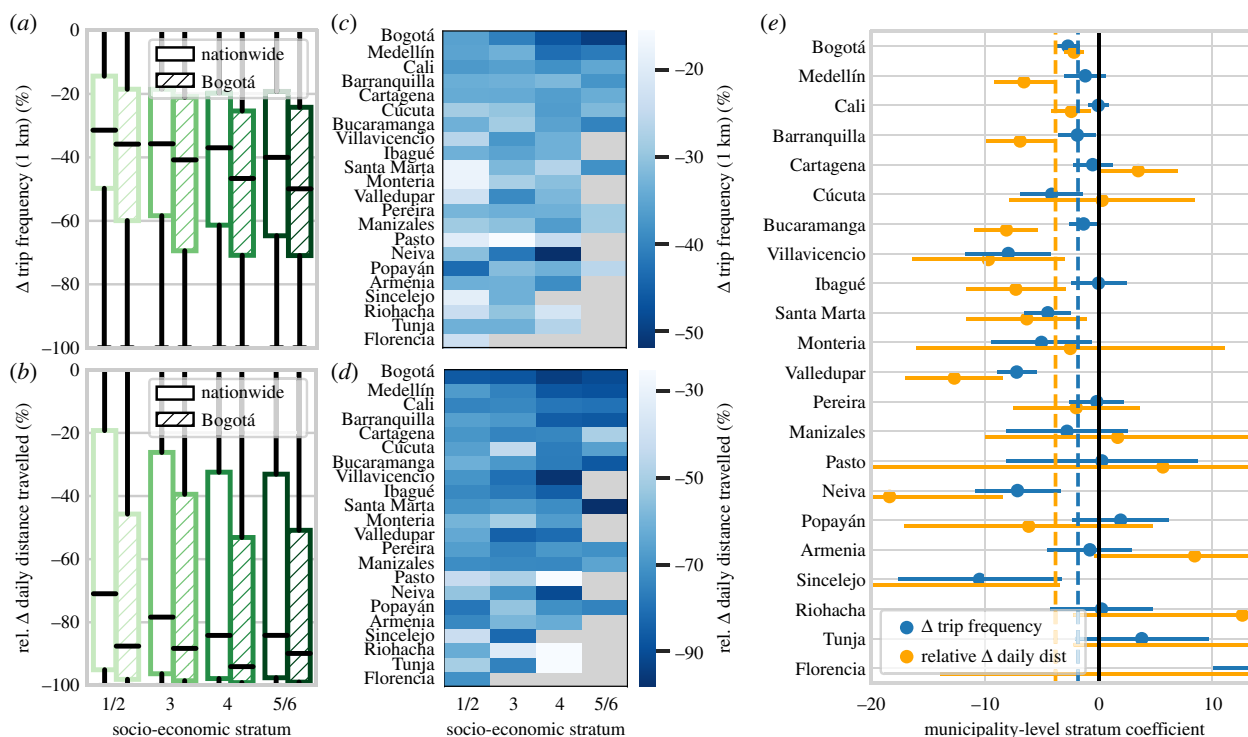 (a)
0
−20
−40
−60
−80
−100
Δ trip frequency (1 km) (%)
nationwide
Bogotá
(b)
0
−20
−40
−60
−80
−100
rel. Δ daily distance travelled (%)
nationwide
Bogotá
1/2 3 4 5/6
socio-economic stratum
(c)
Bogotá
Medellín
Cali
Barranquilla
Cartagena
Cúcuta
Bucaramanga
Villavicencio
Ibagué
Santa Marta
Monteria
Valledupar
Pereira
Manizales
Pasto
Neiva
Popayán
Armenia
Sincelejo
Riohacha
Tunja
Florencia
−20
−30
−40
−50
Δ trip frequency (1 km) (%)
(d)
Bogotá
Medellín
Cali
Barranquilla
Cartagena
Cúcuta
Bucaramanga
Villavicencio
Ibagué
Santa Marta
Monteria
Valledupar
Pereira
Manizales
Pasto
Neiva
Popayán
Armenia
Sincelejo
Riohacha
Tunja
Florencia
−30
−50
−70
−90
rel. Δ daily distance travelled (%)
1/2 3 4 5/6
socio-economic stratum
(e)
Bogotá
Medellín
Cali
Barranquilla
Cartagena
Cúcuta
Bucaramanga
Villavicencio
Ibagué
Santa Marta
Monteria
Valledupar
Pereira
Manizales
Pasto
Neiva
Popayán
Armenia
Sincelejo
Riohacha
Tunja
Florencia
Δ trip frequency
relative Δ daily dist
−20 −10 0 10
municipality-level stratum coefficient